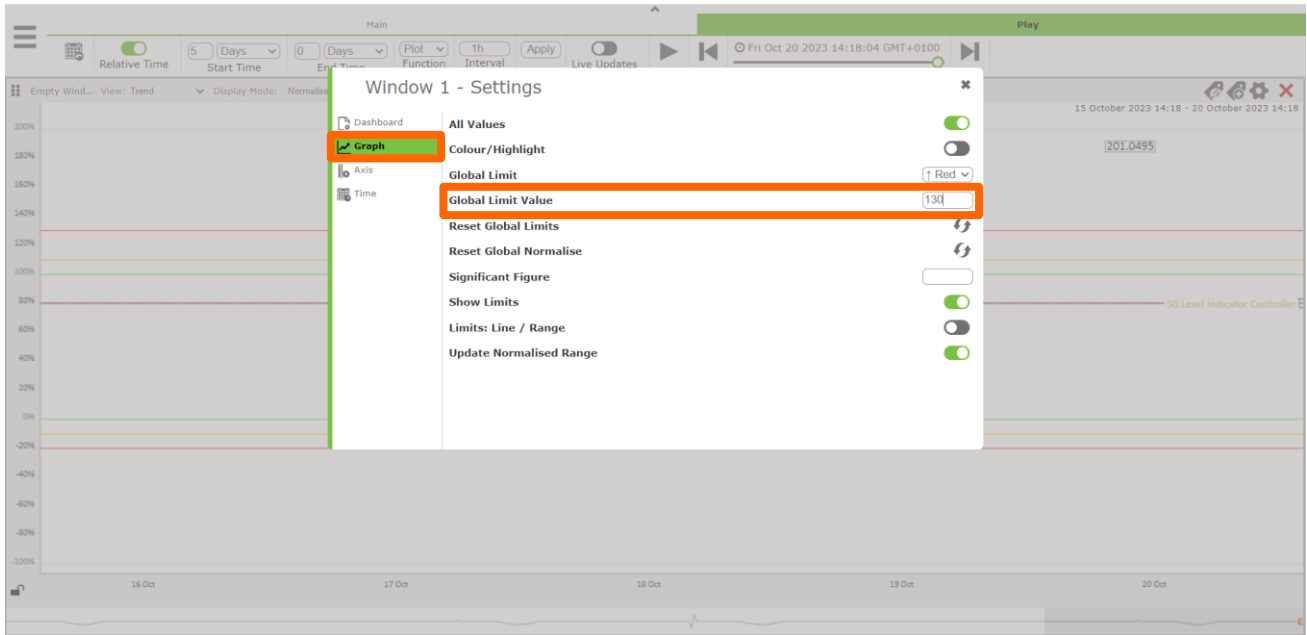 Main
Play
Relative Time
5 Days
Start Time
0 Days
End Time
Plot
Function
1h
Interval
Apply
Live Updates
Fri Oct 20 2023 14:18:04 GMT+0100
Empty Wind... View: Trend Display Mode: Normalise
15 October 2023 14:18 - 20 October 2023 14:18
Window 1 - Settings
Dashboard
Graph
Axis
Time
All Values
Colour/Highlight
Global Limit
↑ Red
Global Limit Value
130
Reset Global Limits
Reset Global Normalise
Significant Figure
Show Limits
Limits: Line / Range
Update Normalised Range
201.0495
50 Level Indicator Controller
200%
180%
160%
140%
120%
100%
80%
60%
40%
20%
0%
-20%
-40%
-60%
-80%
-100%
16 Oct
17 Oct
18 Oct
19 Oct
20 Oct